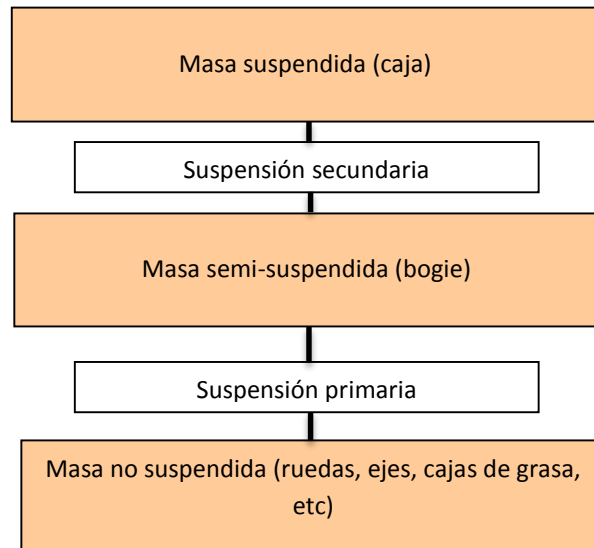 Masa suspendida (caja)
Suspensión secundaria
Masa semi-suspendida (bogie)
Suspensión primaria
Masa no suspendida (ruedas, ejes, cajas de grasa,
etc)